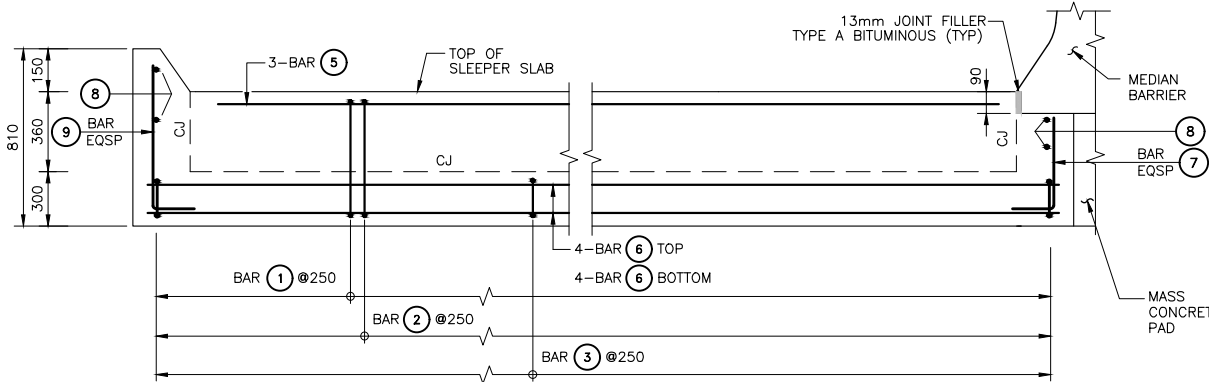 13mm JOINT FILLER
TYPE A BITUMINOUS (TYP)
TOP OF
SLEEPER SLAB
3-BAR 5
150
360
300
810
90
MEDIAN
BARRIER
8
9 BAR
EQSP
CJ
CJ
CJ
8
BAR
EQSP 7
4-BAR 6 TOP
4-BAR 6 BOTTOM
BAR 1 @250
BAR 2 @250
BAR 3 @250
MASS
CONCRET
PAD